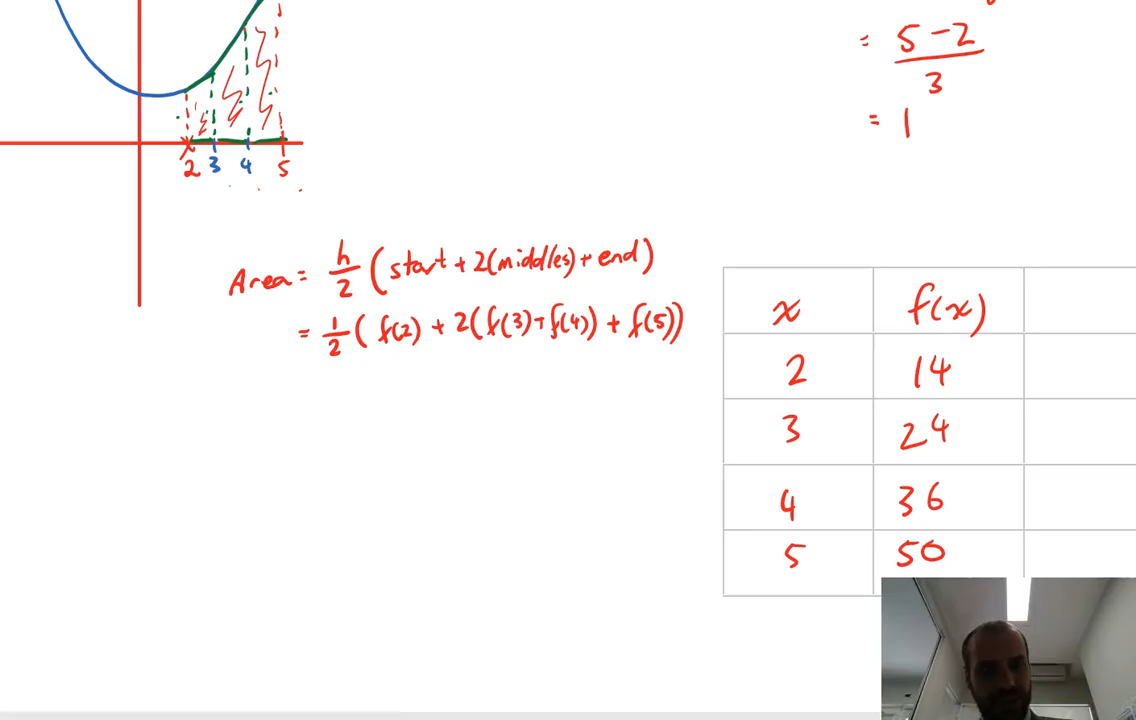 = 5 - 2 / 3
= 1
2 3 4 5
Area = h/2 (start + 2(middles) + end)
= 1/2 ( f(2) + 2( f(3) + f(4)) + f(5))
x f(x)
2 14
3 24
4 36
5 50